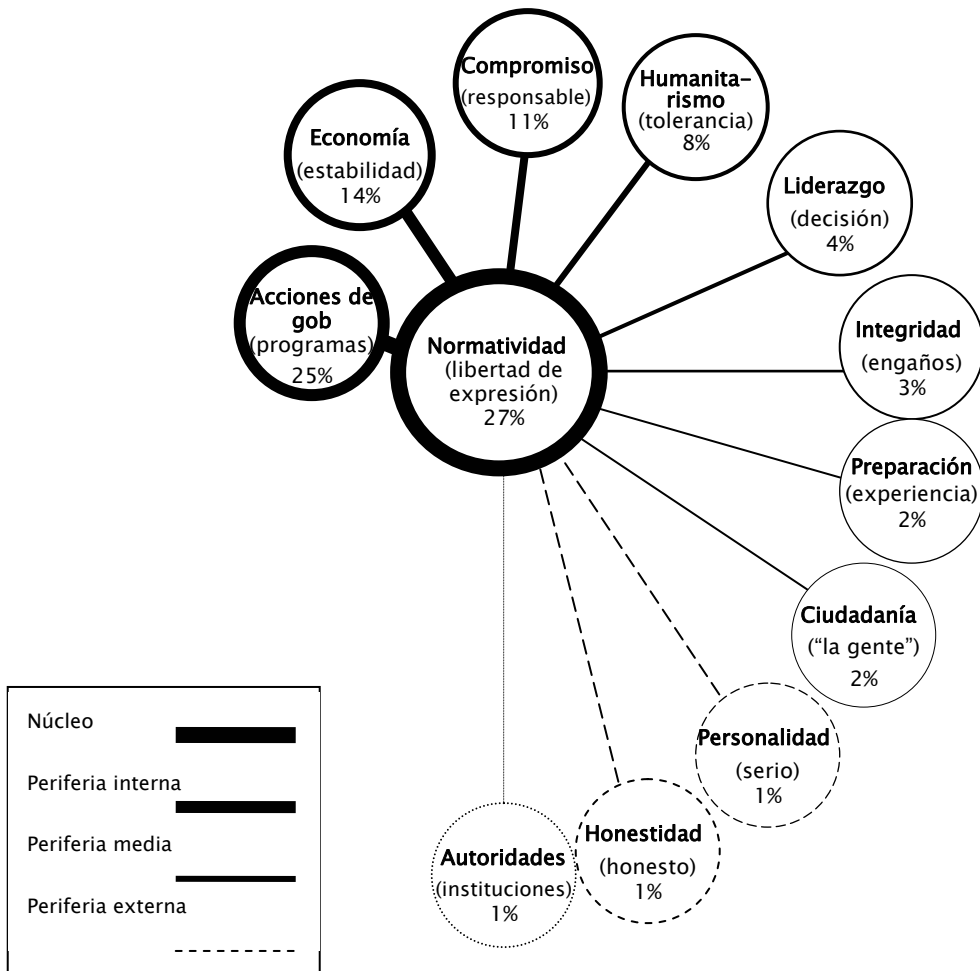 Compromiso
(responsable)
11%
Humanita-
rismo
(tolerancia)
8%
Economía
(estabilidad)
14%
Liderazgo
(decisión)
4%
Acciones de
gob
(programas)
25%
Normatividad
(libertad de
expresión)
27%
Integridad
(engaños)
3%
Preparación
(experiencia)
2%
Ciudadanía
(“la gente”)
2%
Personalidad
(serio)
1%
Honestidad
(honesto)
1%
Autoridades
(instituciones)
1%
Núcleo
Periferia interna
Periferia media
Periferia externa